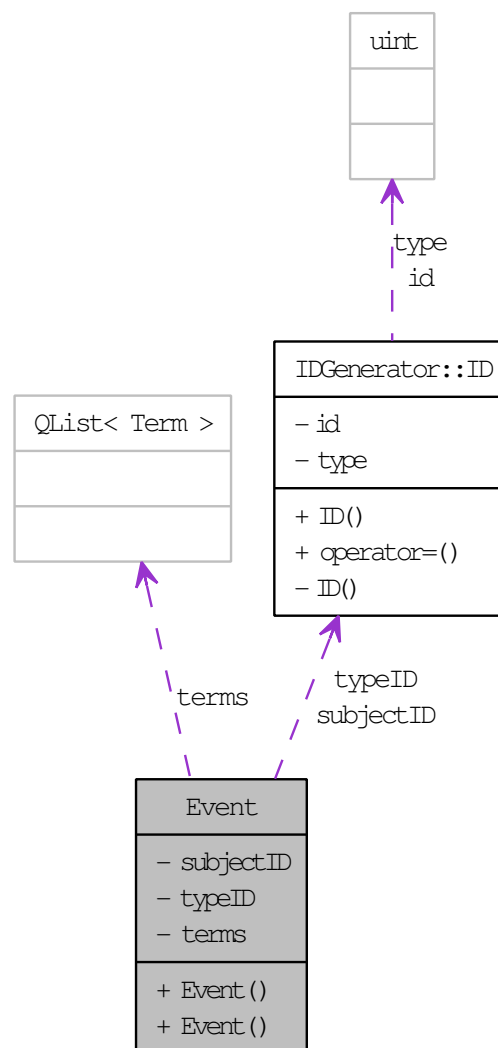 uint
type
id
IDGenerator::ID
- id
- type
+ ID()
+ operator=()
- ID()
QList< Term >
terms
typeID
subjectID
Event
- subjectID
- typeID
- terms
+ Event()
+ Event()